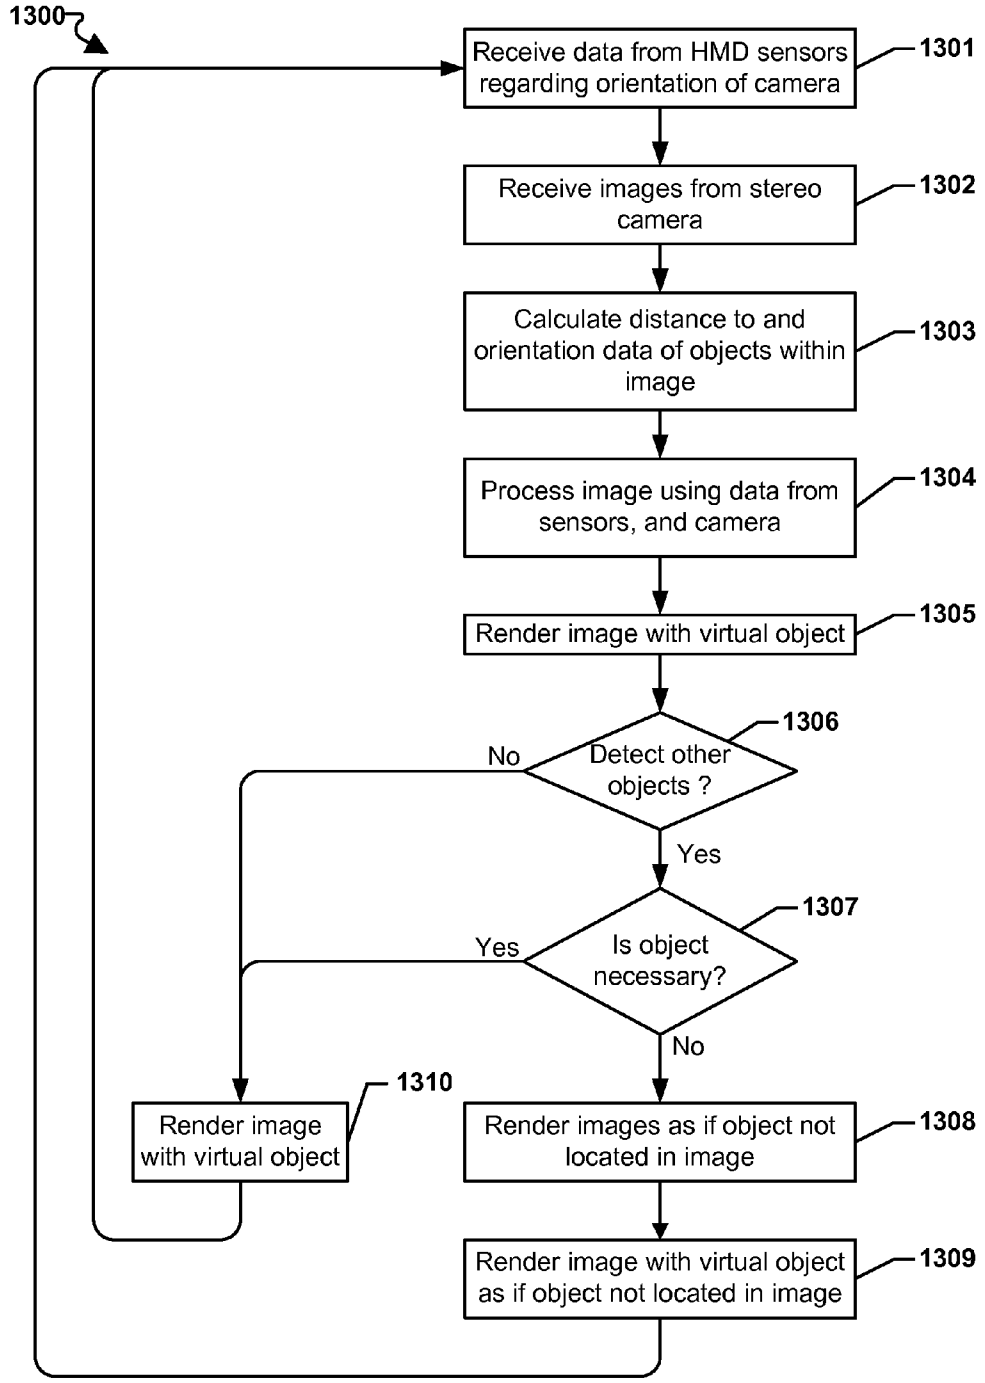 1300
Receive data from HMD sensors
regarding orientation of camera
1301
Receive images from stereo
camera
1302
Calculate distance to and
orientation data of objects within
image
1303
Process image using data from
sensors, and camera
1304
Render image with virtual object
1305
Detect other
objects ?
1306
No
Yes
Is object
necessary?
1307
Yes
No
Render image
with virtual object
1310
Render images as if object not
located in image
1308
Render image with virtual object
as if object not located in image
1309